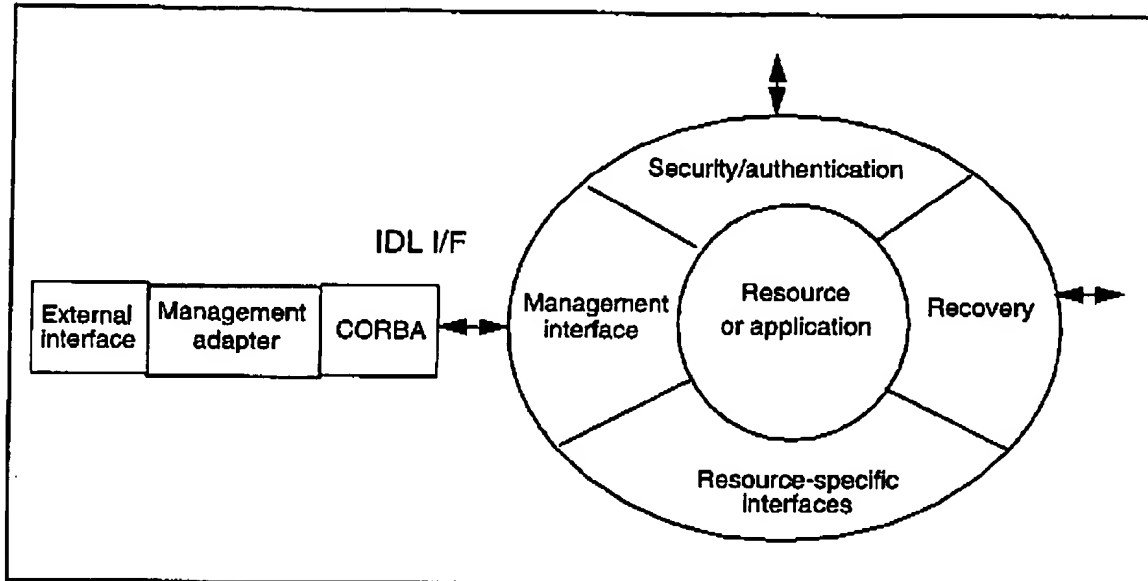 Security/authentication
IDL I/F
External
interface
Management
adapter
CORBA
Management
interface
Resource
or application
Recovery
Resource-specific
interfaces